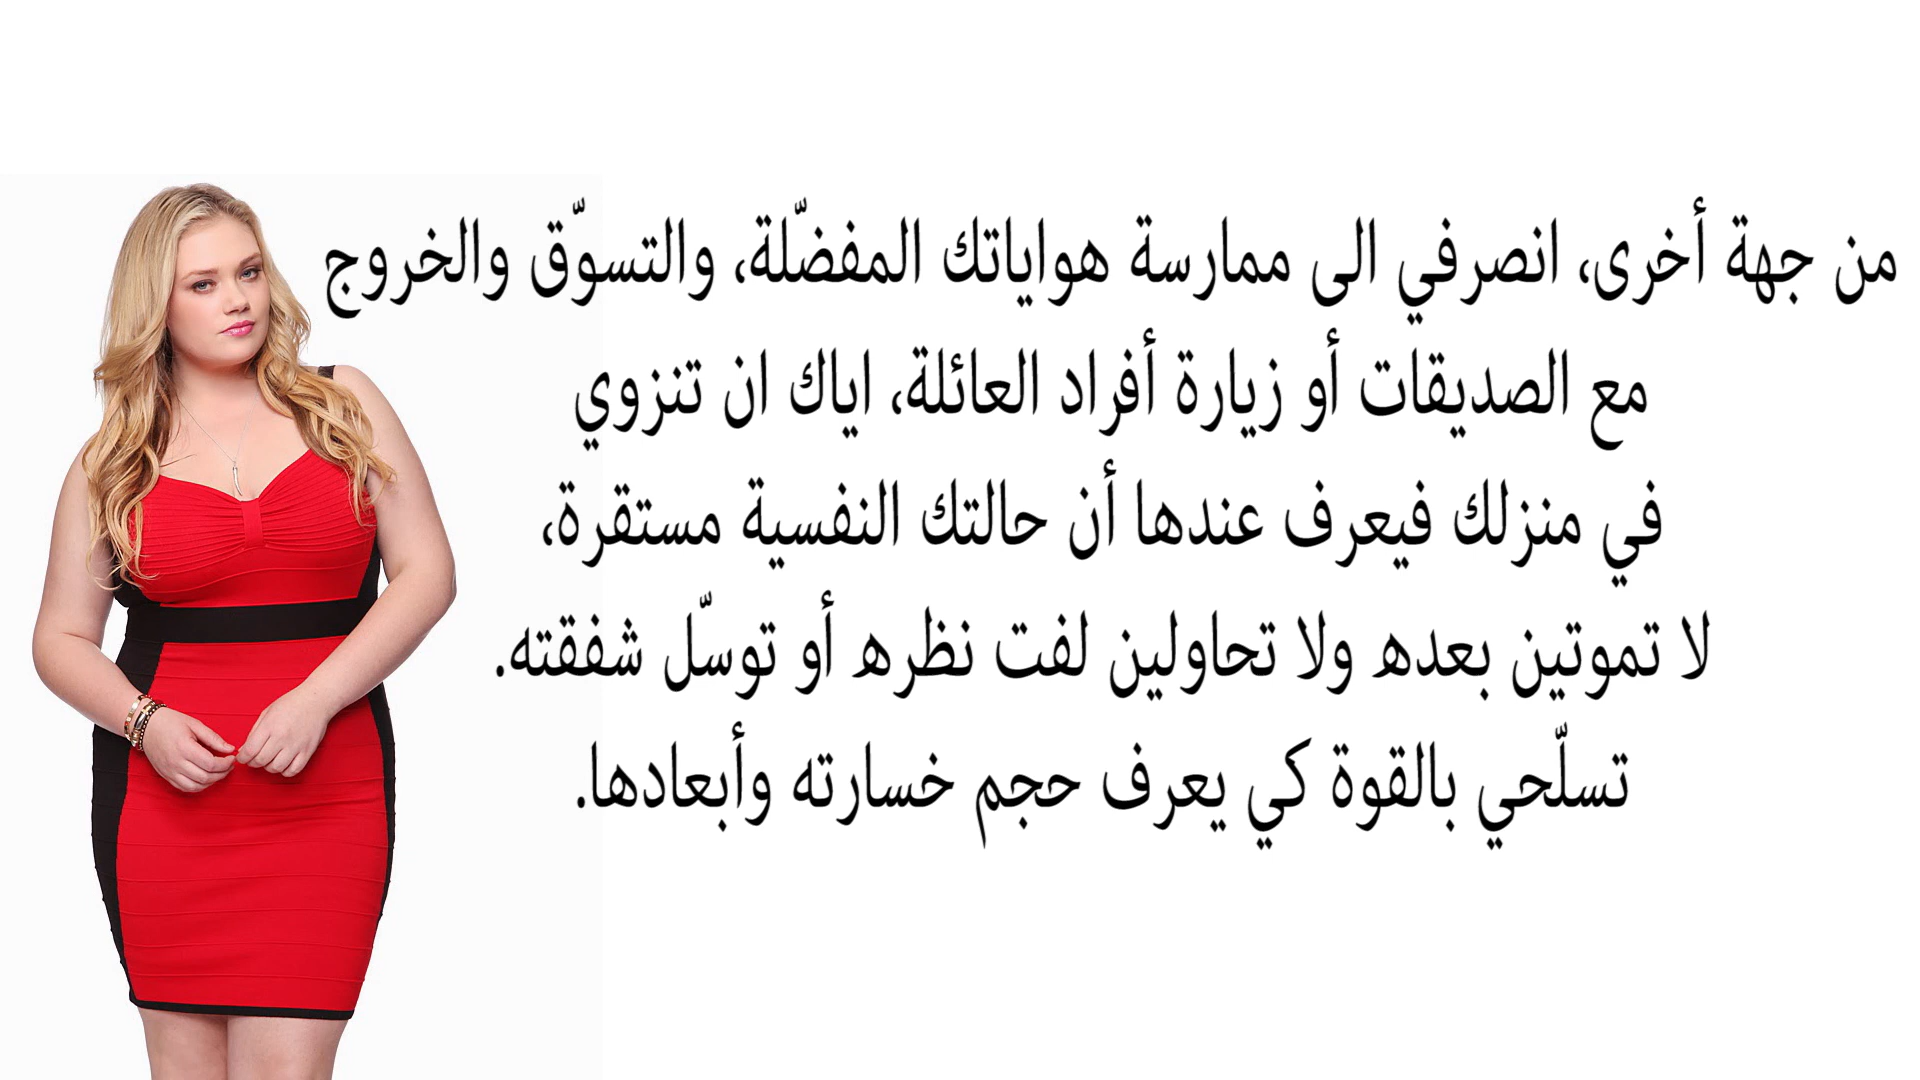 من جهة أخرى، انصرفي الى ممارسة هواياتك المفضّلة، والتسوّق والخروج
مع الصديقات أو زيارة أفراد العائلة، اياك ان تنزوي
في منزلك فيعرف عندها أن حالتك النفسية مستقرة،
لا تموتين بعده ولا تحاولين لفت نظره أو توسّل شفقته.
تسلّحي بالقوة كي يعرف حجم خسارته وأبعادها.